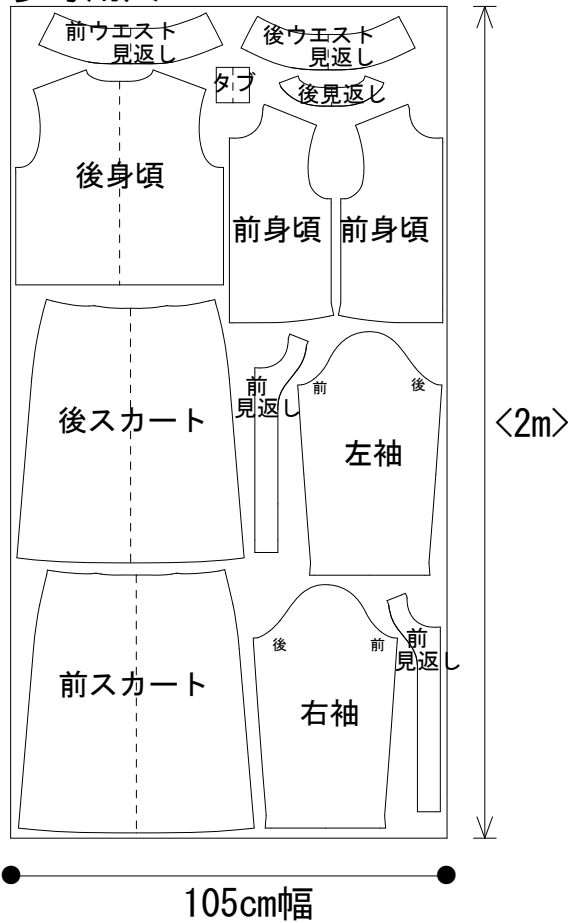 前ウエスト
見返し
後ウエスト
見返し
タブ
後見返し
後身頃
前身頃
前身頃
後スカート
前
見返し
前
後
左袖
<2m>
前スカート
後
前
右袖
前
見返し
105cm幅